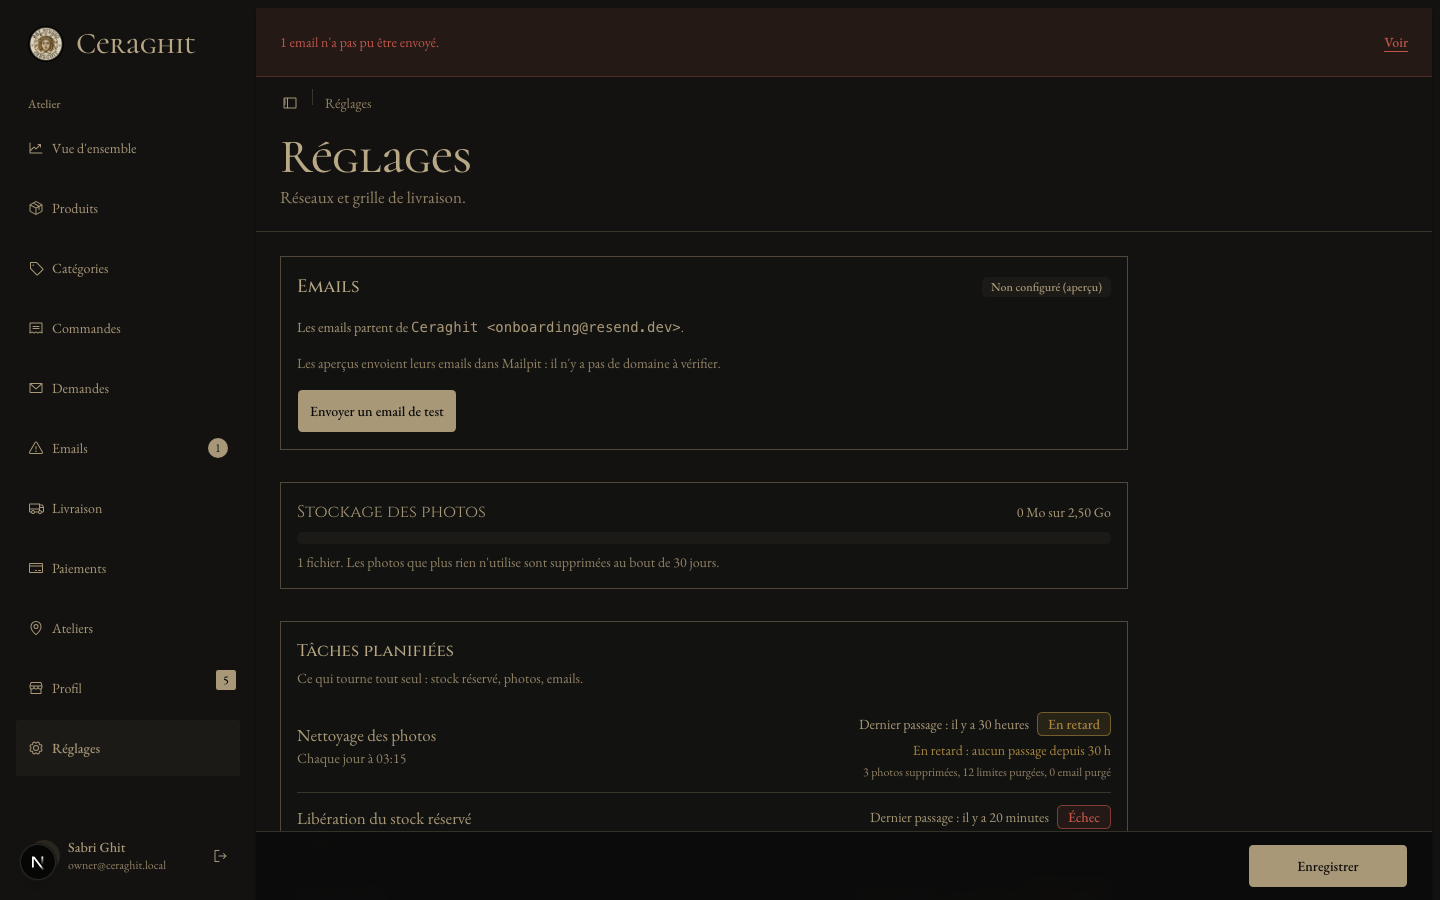 Ceraghit
Atelier
Vue d'ensemble
Produits
Catégories
Commandes
Demandes
Emails
1
Livraison
Paiements
Ateliers
Profil
5
Réglages
N
Sabri Ghit
owner@ceraghit.local
1 email n'a pas pu être envoyé.
Voir
Réglages
Réglages
Réseaux et grille de livraison.
Emails
Non configuré (aperçu)
Les emails partent de Ceraghit <onboarding@resend.dev>.
Les aperçus envoient leurs emails dans Mailpit : il n'y a pas de domaine à vérifier.
Envoyer un email de test
Stockage des photos
0 Mo sur 2,50 Go
1 fichier. Les photos que plus rien n'utilise sont supprimées au bout de 30 jours.
Tâches planifiées
Ce qui tourne tout seul : stock réservé, photos, emails.
Nettoyage des photos
Chaque jour à 03:15
Dernier passage : il y a 30 heures
En retard
En retard : aucun passage depuis 30 h
3 photos supprimées, 12 limites purgées, 0 email purgé
Libération du stock réservé
Dernier passage : il y a 20 minutes
Échec
Enregistrer